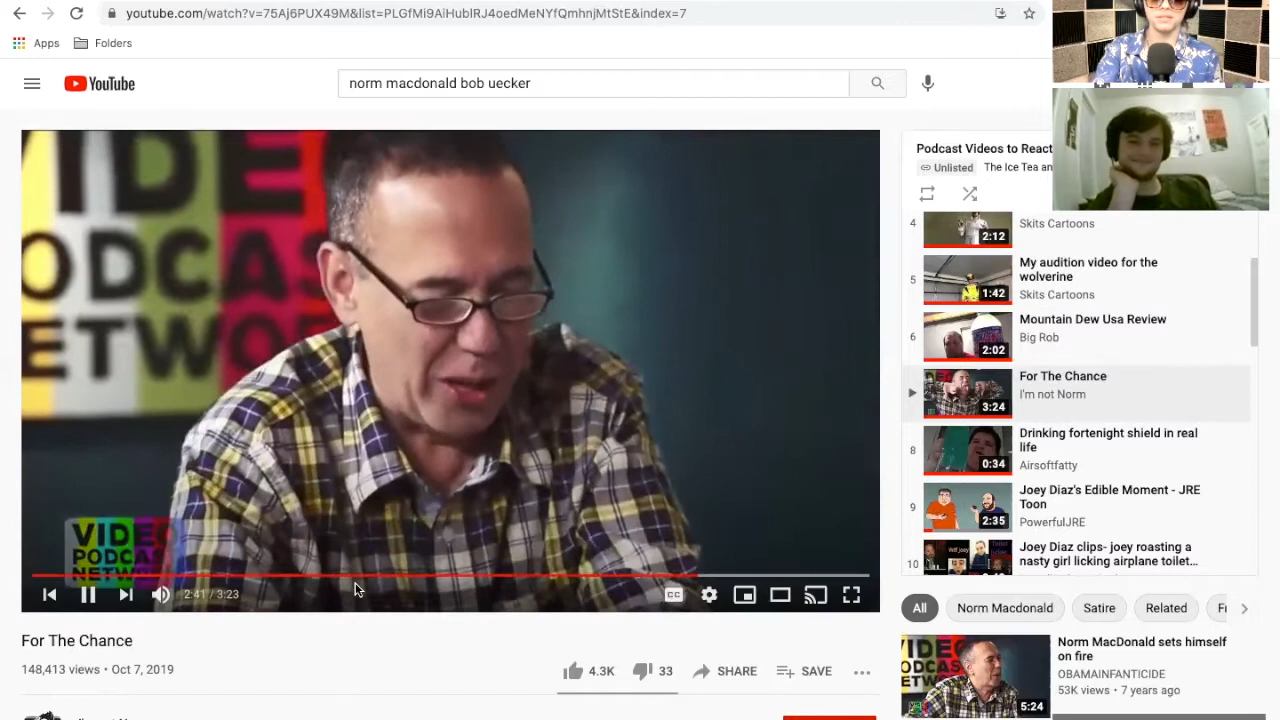 youtube.com/watch?v=75Aj6PUX49M&list=PLGfMi9AiHublRJ4oedMeNYfQmhnjMtStE&index=7
Apps
Folders
YouTube
norm macdonald bob uecker
VIDE
PODCAS
NETWO
VIDEO
PODCAST
NETWORK
2:41 / 3:23
CC
For The Chance
148,413 views • Oct 7, 2019
4.3K
33
SHARE
SAVE
Podcast Videos to React
Unlisted
The Ice Tea an
4
2:12
Skits Cartoons
5
1:42
My audition video for the
wolverine
Skits Cartoons
6
2:02
Mountain Dew Usa Review
Big Rob
3:24
For The Chance
I'm not Norm
8
0:34
Drinking fortenight shield in real
life
Airsoftfatty
9
2:35
Joey Diaz's Edible Moment - JRE
Toon
PowerfulJRE
10
Joey Diaz clips- joey roasting a
nasty girl licking airplane toilet...
All
Norm Macdonald
Satire
Related
5:24
Norm MacDonald sets himself
on fire
OBAMAINFANTICIDE
53K views • 7 years ago